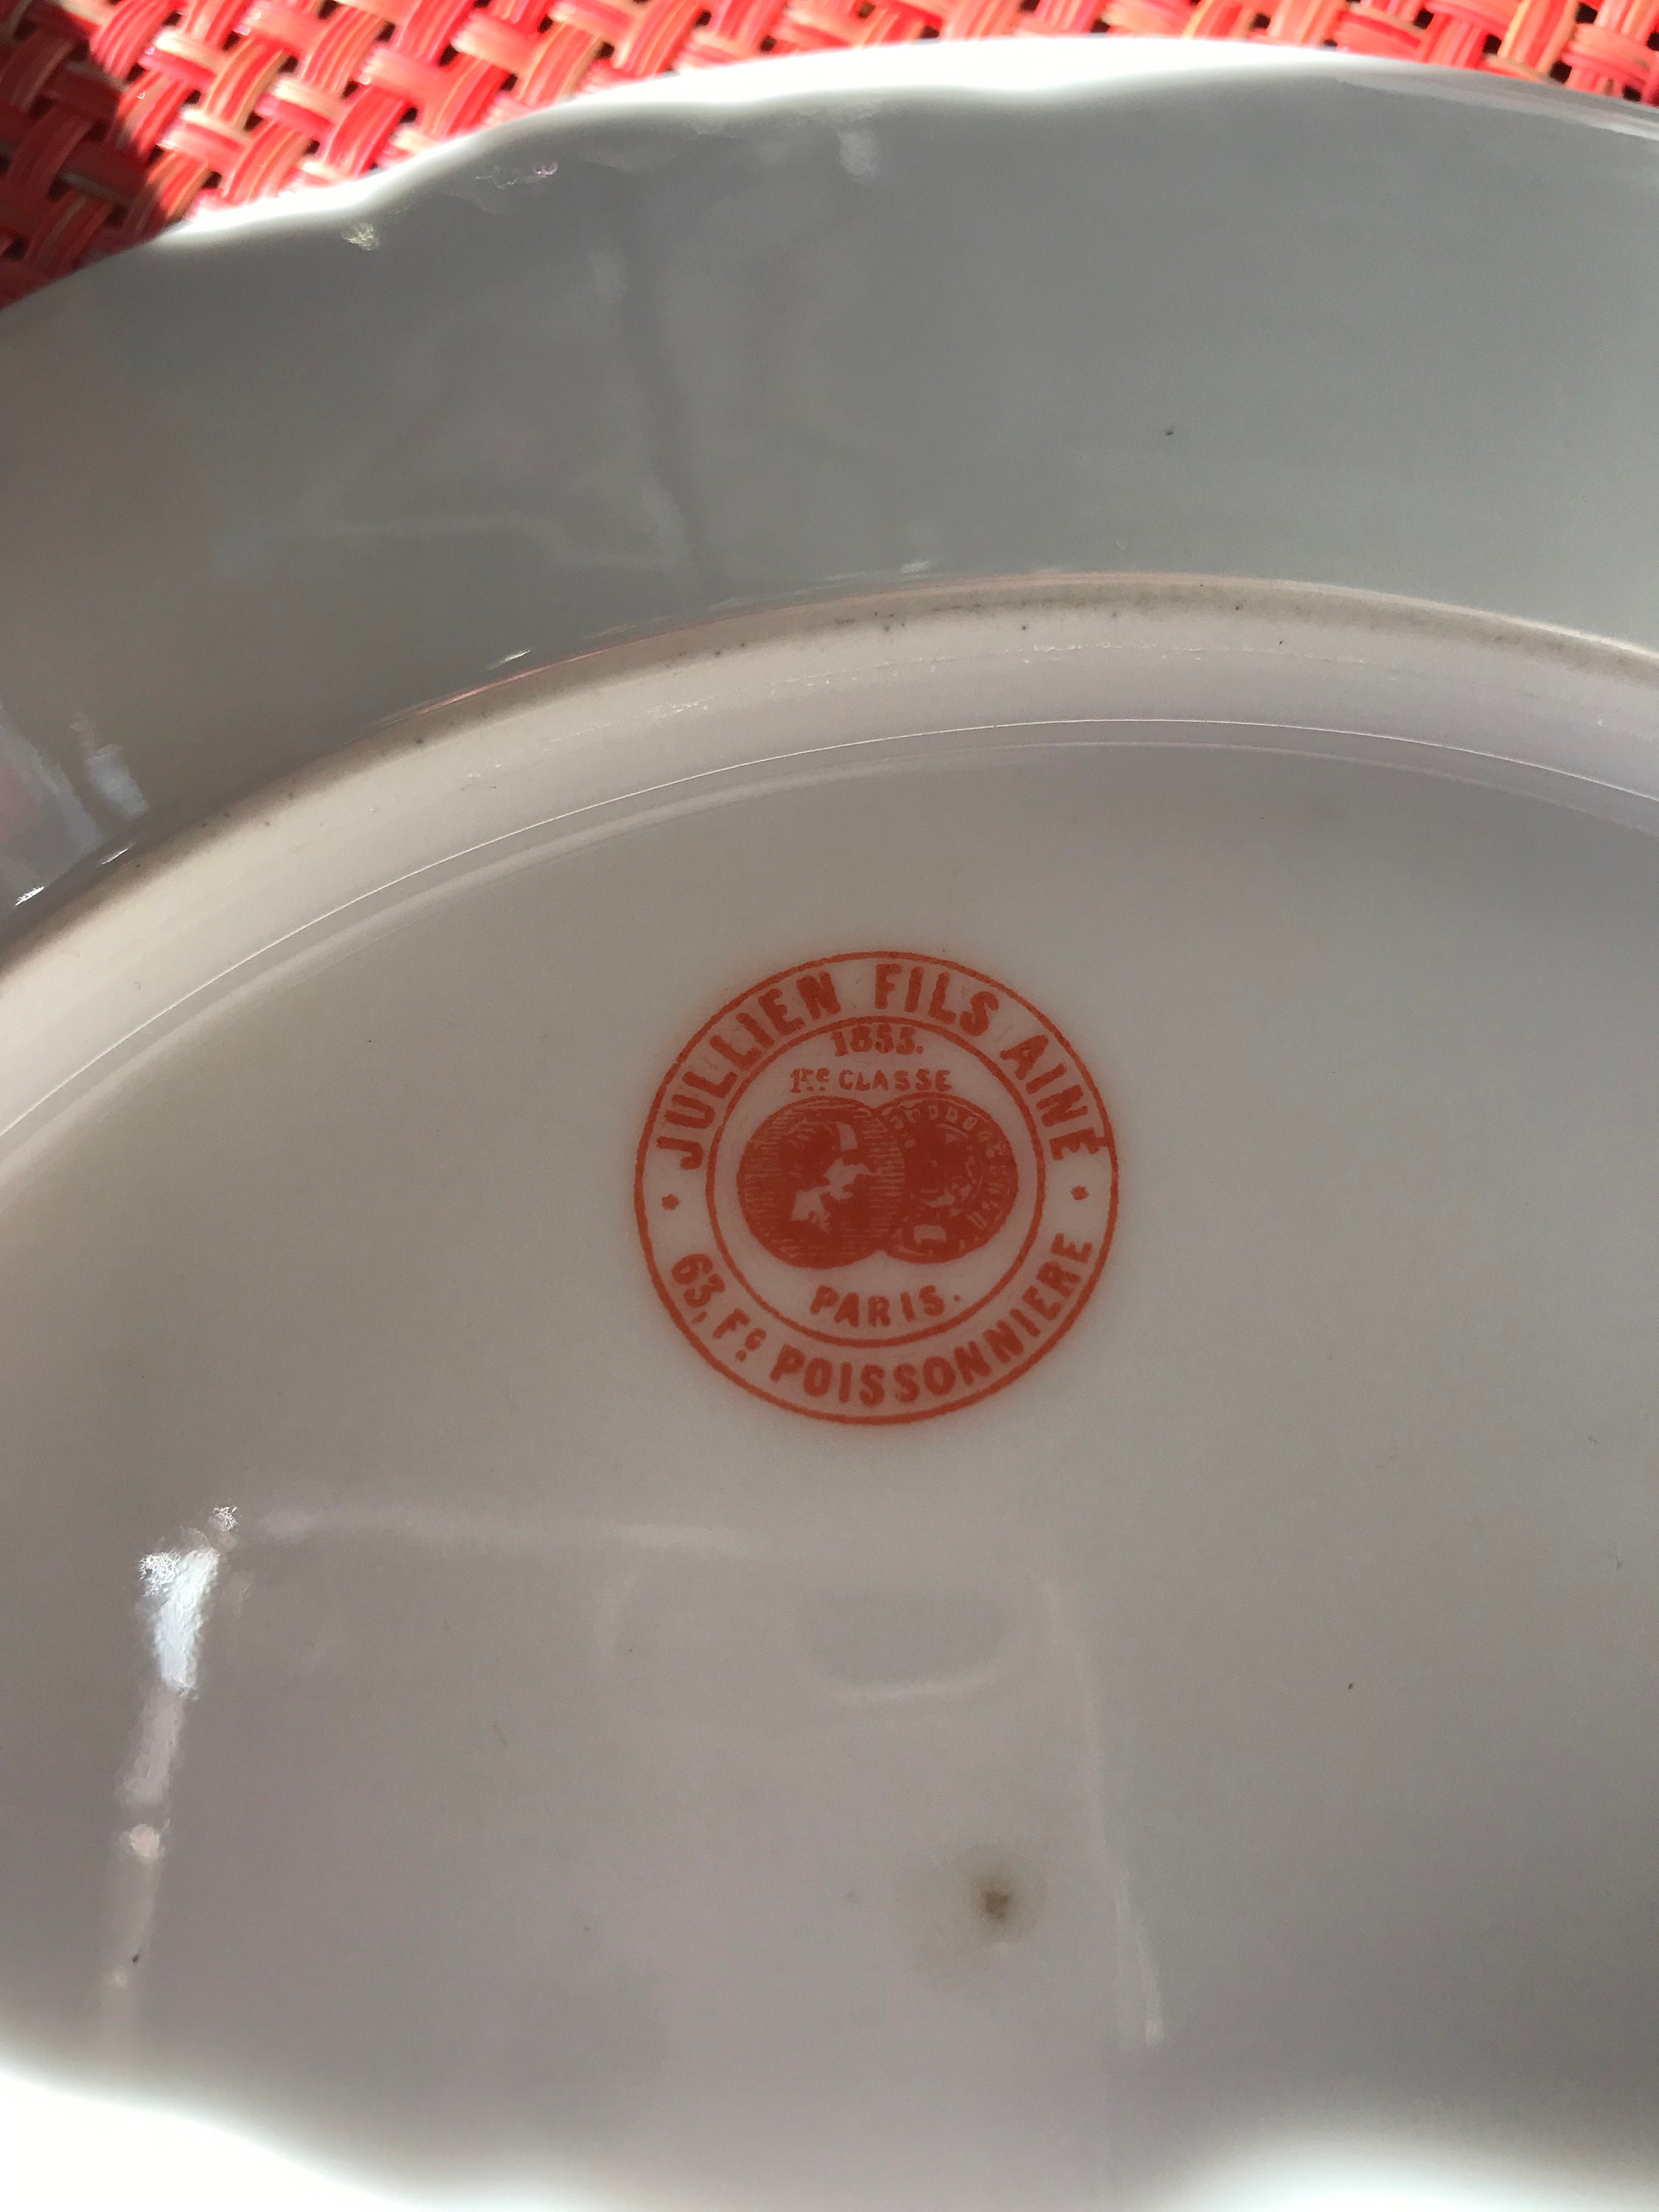 JULLIEN FILS AINÉ
1855.
1RE CLASSE
PARIS.
63, Fg POISSONNIERE